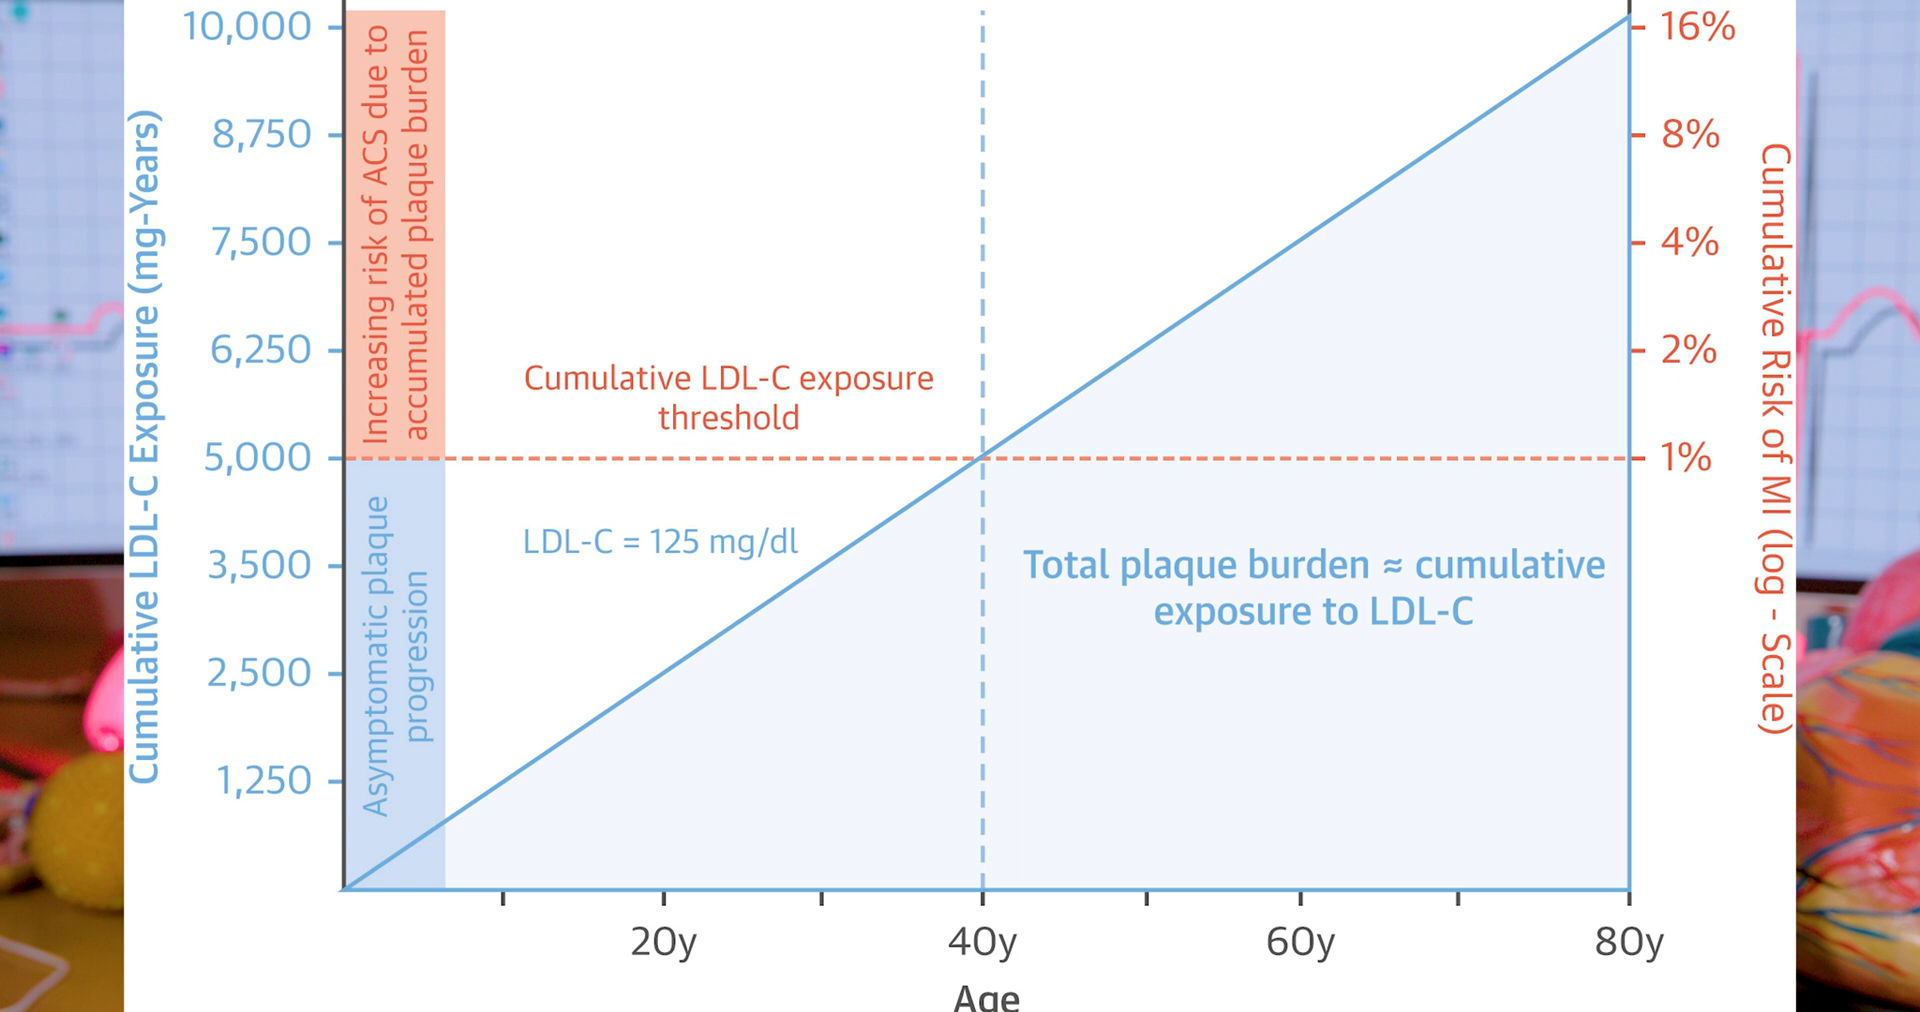 Cumulative LDL-C Exposure (mg-Years)
10,000
8,750
7,500
6,250
5,000
3,500
2,500
1,250
Increasing risk of ACS due to
accumulated plaque burden
Asymptomatic plaque
progression
Cumulative LDL-C exposure
threshold
LDL-C = 125 mg/dl
Total plaque burden ≈ cumulative
exposure to LDL-C
16%
8%
4%
2%
1%
Cumulative Risk of MI (log - Scale)
20y
40y
60y
80y
Age